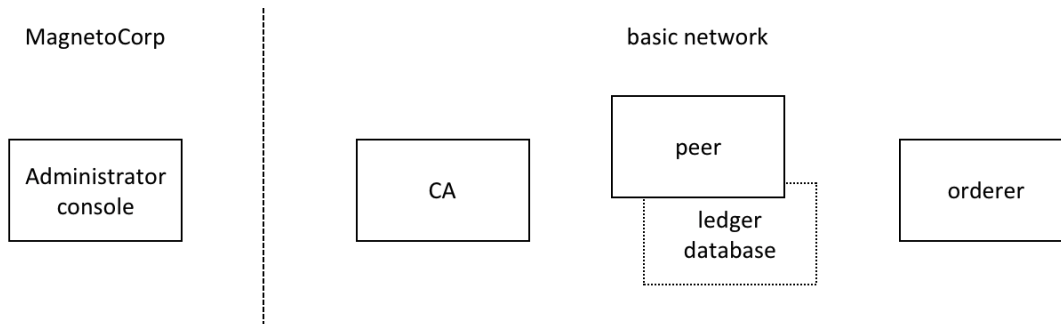 MagnetoCorp
basic network
Administrator
console
CA
peer
ledger
database
orderer